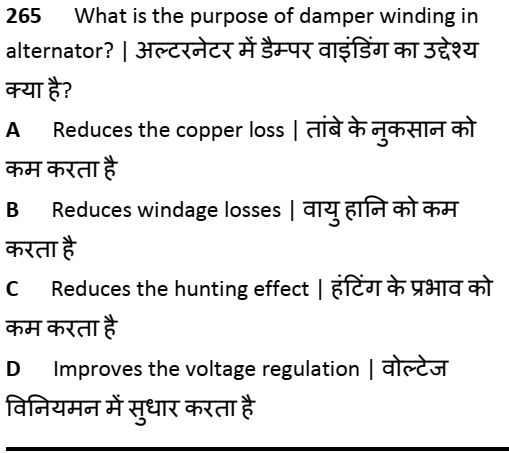 265 What is the purpose of damper winding in
alternator? | अल्टरनेटर में डैम्पर वाइंडिंग का उद्देश्य
क्या है?
A Reduces the copper loss | तांबे के नुकसान को
कम करता है
B Reduces windage losses | वायु हानि को कम
करता है
C Reduces the hunting effect | हंटिंग के प्रभाव को
कम करता है
D Improves the voltage regulation | वोल्टेज
विनियमन में सुधार करता है